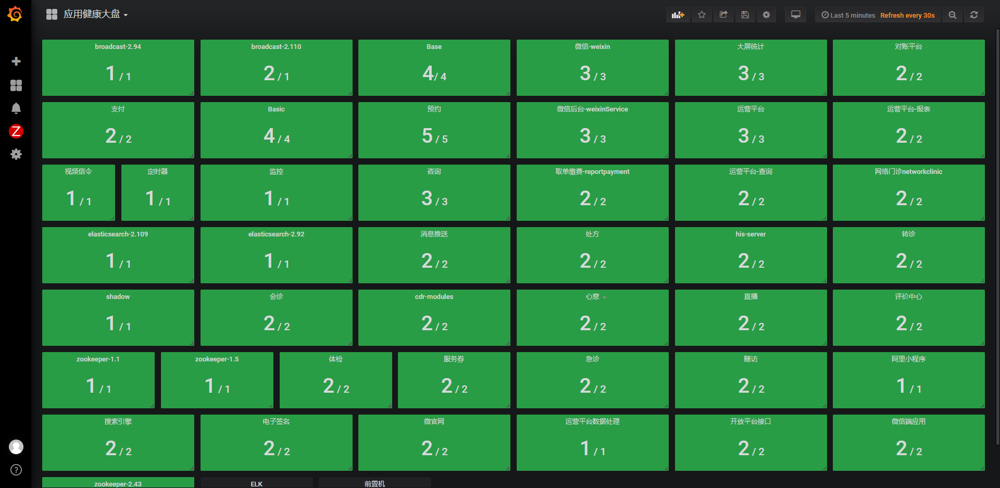 应用健康大盘
Last 5 minutes Refresh every 30s
broadcast-2.94
1 / 1
broadcast-2.110
2 / 1
Base
4/ 4
微信-weixin
3 / 3
大屏统计
3 / 3
对账平台
2 / 2
支付
2 / 2
Basic
4 / 4
预约
5 / 5
微信后台-weixinService
3 / 3
运营平台
3 / 3
运营平台-报表
2 / 2
视频信令
1 / 1
定时器
1 / 1
监控
1 / 1
咨询
3 / 3
取单缴费-reportpayment
2 / 2
运营平台-查询
2 / 2
网络门诊networkclinic
2 / 2
elasticsearch-2.109
1 / 1
elasticsearch-2.92
1 / 1
消息推送
2 / 2
处方
2 / 2
his-server
2 / 2
转诊
2 / 2
shadow
1 / 1
会诊
2 / 2
cdr-modules
2 / 2
心意
2 / 2
直播
2 / 2
评价中心
2 / 2
zookeeper-1.1
1 / 1
zookeeper-1.5
1 / 1
体检
2 / 2
服务券
2 / 2
急诊
2 / 2
随访
2 / 2
阿里小程序
1 / 1
搜索引擎
2 / 2
电子签名
2 / 2
微官网
2 / 2
运营平台数据处理
1 / 1
开放平台接口
2 / 2
微信端应用
2 / 2
zookeeper-2.43
ELK
前置机
Z
?